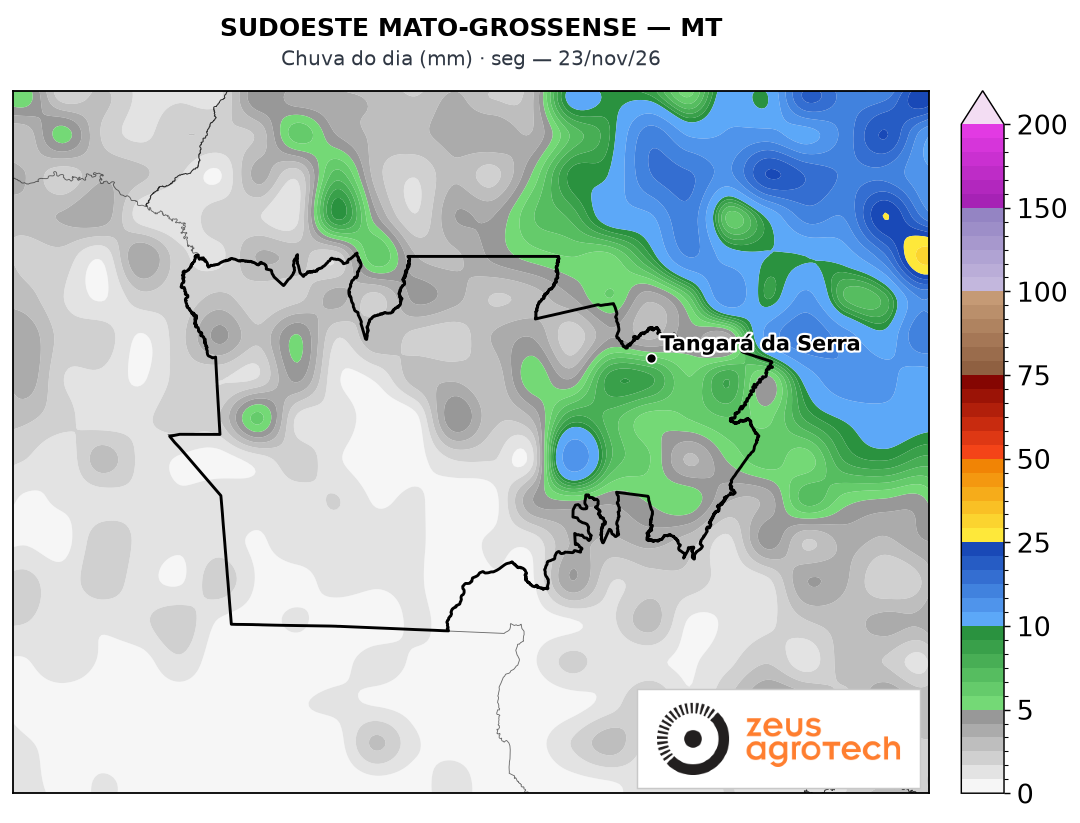 SUDOESTE MATO-GROSSENSE — MT
Chuva do dia (mm) · seg — 23/nov/26
200
150
100
75
50
25
10
5
0
Tangará da Serra
zeus
agroTech